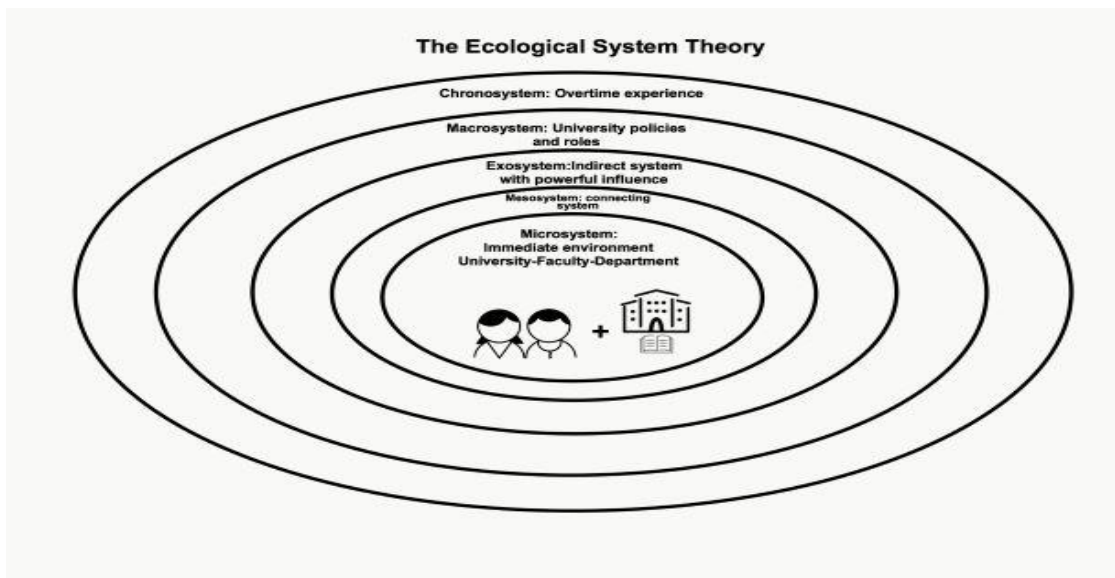 The Ecological System Theory
Chronosystem: Overtime experience
Macrosystem: University policies
and roles
Exosystem:Indirect system
with powerful influence
Mesosystem: connecting
system
Microsystem:
Immediate environment
University-Faculty-Department
+